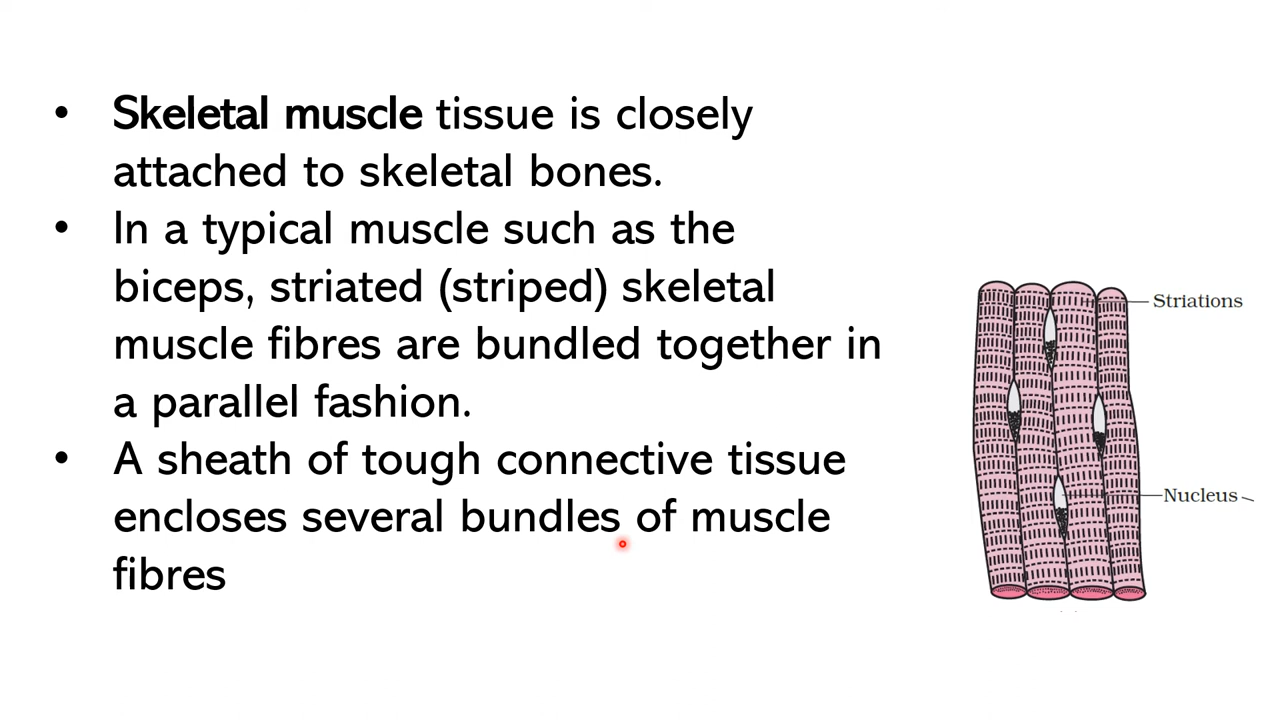 • Skeletal muscle tissue is closely
attached to skeletal bones.
• In a typical muscle such as the
biceps, striated (striped) skeletal
muscle fibres are bundled together in
a parallel fashion.
• A sheath of tough connective tissue
encloses several bundles of muscle
fibres
Striations
Nucleus